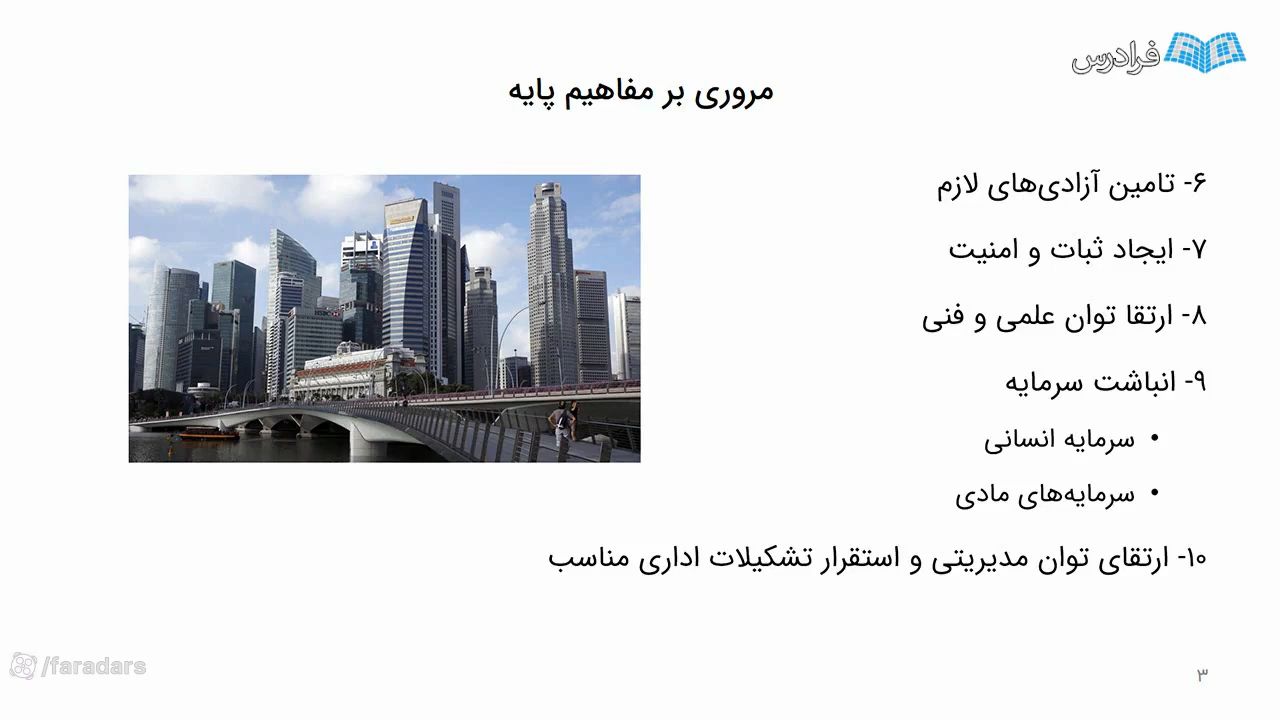 فرادرس
مروری بر مفاهیم پایه
۶- تامین آزادی‌های لازم
۷- ایجاد ثبات و امنیت
۸- ارتقا توان علمی و فنی
۹- انباشت سرمایه
• سرمایه انسانی
• سرمایه‌های مادی
۱۰- ارتقای توان مدیریتی و استقرار تشکیلات اداری مناسب
HSBC
/faradars
۳